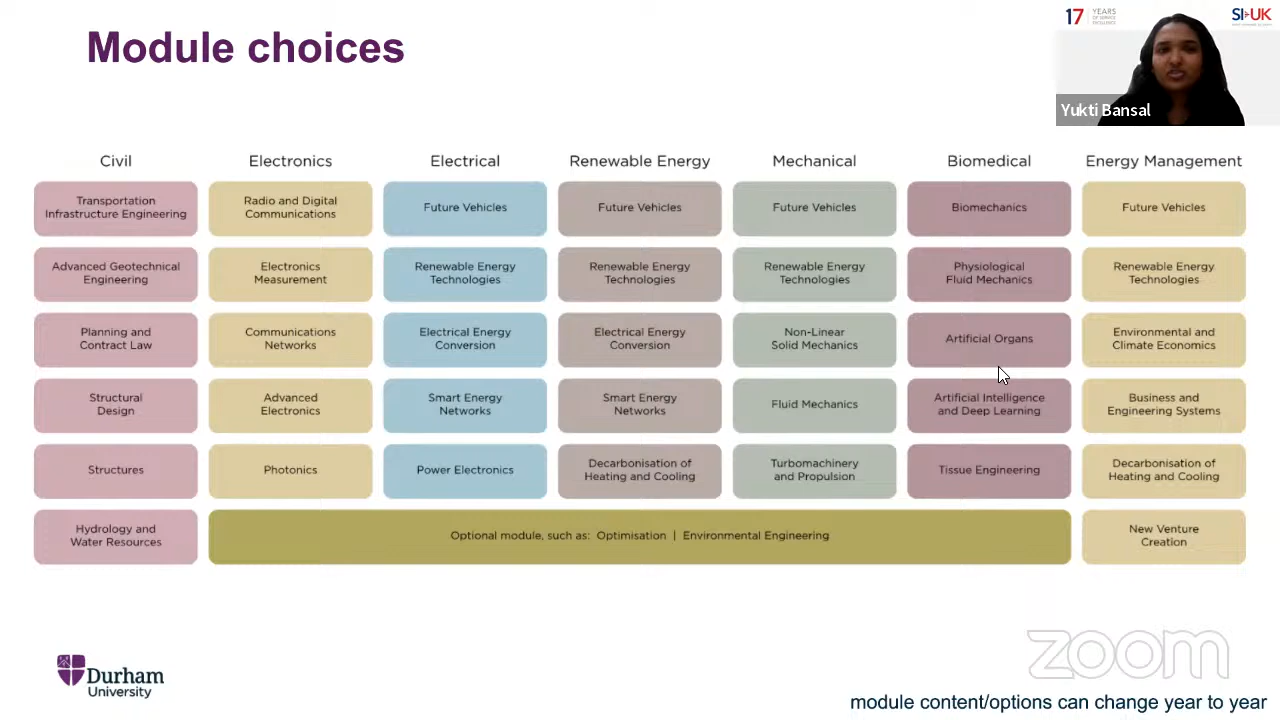 Module choices
17 YEARS OF SERVICE EXCELLENCE
SI-UK
Yukti Bansal
Civil
Electronics
Electrical
Renewable Energy
Mechanical
Biomedical
Energy Management
Transportation
Infrastructure Engineering
Radio and Digital
Communications
Future Vehicles
Future Vehicles
Future Vehicles
Biomechanics
Future Vehicles
Advanced Geotechnical
Engineering
Electronics
Measurement
Renewable Energy
Technologies
Renewable Energy
Technologies
Renewable Energy
Technologies
Physiological
Fluid Mechanics
Renewable Energy
Technologies
Planning and
Contract Law
Communications
Networks
Electrical Energy
Conversion
Electrical Energy
Conversion
Non-Linear
Solid Mechanics
Artificial Organs
Environmental and
Climate Economics
Structural
Design
Advanced
Electronics
Smart Energy
Networks
Smart Energy
Networks
Fluid Mechanics
Artificial Intelligence
and Deep Learning
Business and
Engineering Systems
Structures
Photonics
Power Electronics
Decarbonisation of
Heating and Cooling
Turbomachinery
and Propulsion
Tissue Engineering
Decarbonisation of
Heating and Cooling
Hydrology and
Water Resources
Optional module, such as: Optimisation | Environmental Engineering
New Venture
Creation
Durham
University
zoom
module content/options can change year to year